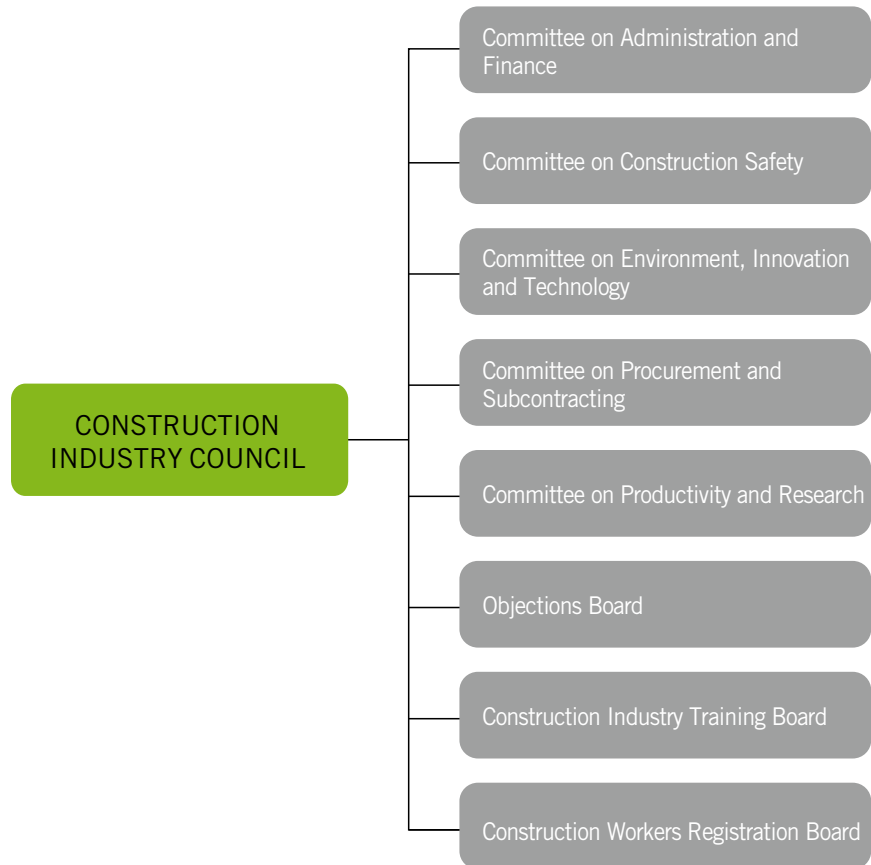 Committee on Administration and
Finance
Committee on Construction Safety
Committee on Environment, Innovation
and Technology
Committee on Procurement and
Subcontracting
CONSTRUCTION
INDUSTRY COUNCIL
Committee on Productivity and Research
Objections Board
Construction Industry Training Board
Construction Workers Registration Board